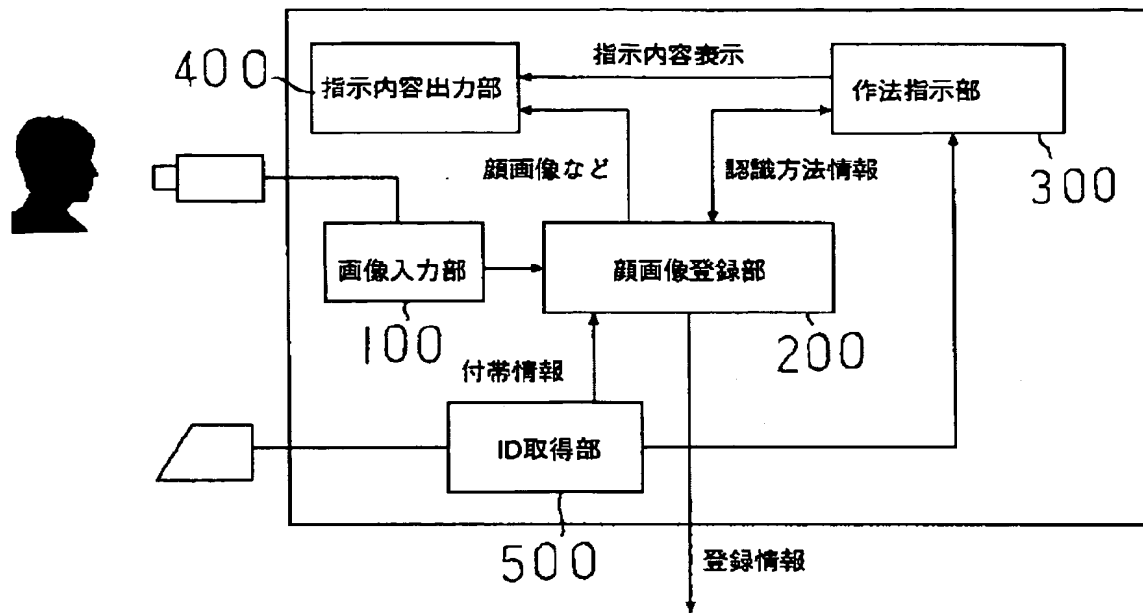 指示内容表示
400
指示内容出力部
作法指示部
顔画像など
認識方法情報
300
画像入力部
顔画像登録部
100
200
付帯情報
ID取得部
500
登録情報